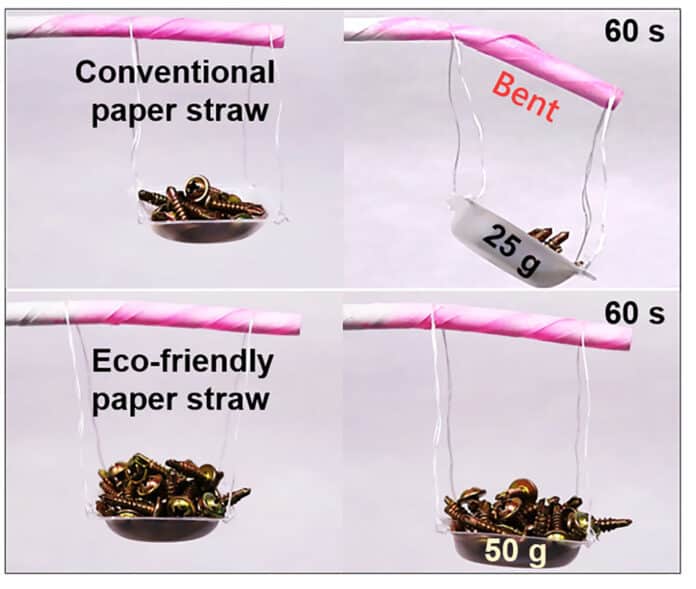 Conventional
paper straw
60 s
Bent
25 g
Eco-friendly
paper straw
60 s
50 g